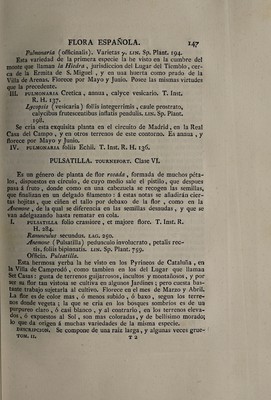 FLORA ESPAÑOLA. 147
Pulmonaria (officinalis). Varietas γ. LIN. Sp. Plant. 194.
Esta variedad de la primera especie la he visto en la cumbre del
monte que llaman la Hiedra, jurisdiccion del Lugar del Tiemblo, cer-
ca de la Ermita de S. Miguel, y en una huerta como prado de la
Villa de Arenas. Florece por Mayo y Junio. Posee las mismas virtudes
que la precedente.
III. PULMONARIA Cretica, annua, calyce vesicario. T. Inst.
R. H. 137.
Lycopsis (vesicaria) foliis integerrimis, caule prostrato,
calycibus frutescentibus inflatis pendulis. LIN. Sp. Plant.
198.
Se cria esta exquisita planta en el circuito de Madrid, en la Real
Casa del Campo, y en otros terrenos de este contorno. Es annua, y
florece por Mayo y Junio.
IV. PULMONARIA foliis Echii. T. Inst. R. H. 136.
PULSATILLA. TOURNEFORT. Clase VI.
Es un género de planta de flor rosada, formada de muchos péta-
los, dispuestos en círculo, de cuyo medio sale el pistilo, que despues
pasa á fruto, donde como en una cabezuela se recogen las semillas,
que finalizan en un delgado filamento: á estas notas se añadirán cier-
tas hojitas, que ciñen el tallo por debaxo de la flor, como en la
Anemone, de la qual se diferencia en las semillas desnudas, y que se
van adelgazando hasta rematar en cola.
I. PULSATILLA folio crassiore, et majore flore. T. Inst. R.
H. 284.
Ranunculus secundus. LAG. 250.
Anemone (Pulsatilla) pedunculo involucrato, petalis rec-
tis, foliis bipinnatis. LIN. Sp. Plant. 759.
Officin. Pulsatilla.
Esta hermosa yerba la he visto en los Pyrineos de Cataluña, en
la Villa de Camprodó, como tambien en los del Lugar que llaman
Set Casas: gusta de terrenos guijarrosos, incultos y montañosos, y por
ser su flor tan vistosa se cultiva en algunos Jardines; pero cuesta bas-
tante trabajo sujetarla al cultivo. Florece en el mes de Marzo y Abril.
La flor es de color mas, ó menos subido, ó baxo, segun los terre-
nos donde vegeta; la que se cria en los bosques sombríos es de un
purpureo claro, ó casi blanco, y al contrario, en los terrenos eleva-
dos, ó expuestos al Sol, son mas coloradas, y de bellísimo morado;
lo que da origen á muchas variedades de la misma especie.
DESCRIPCION. Se compone de una raiz larga, y algunas veces grue-
TOM. II. T 2